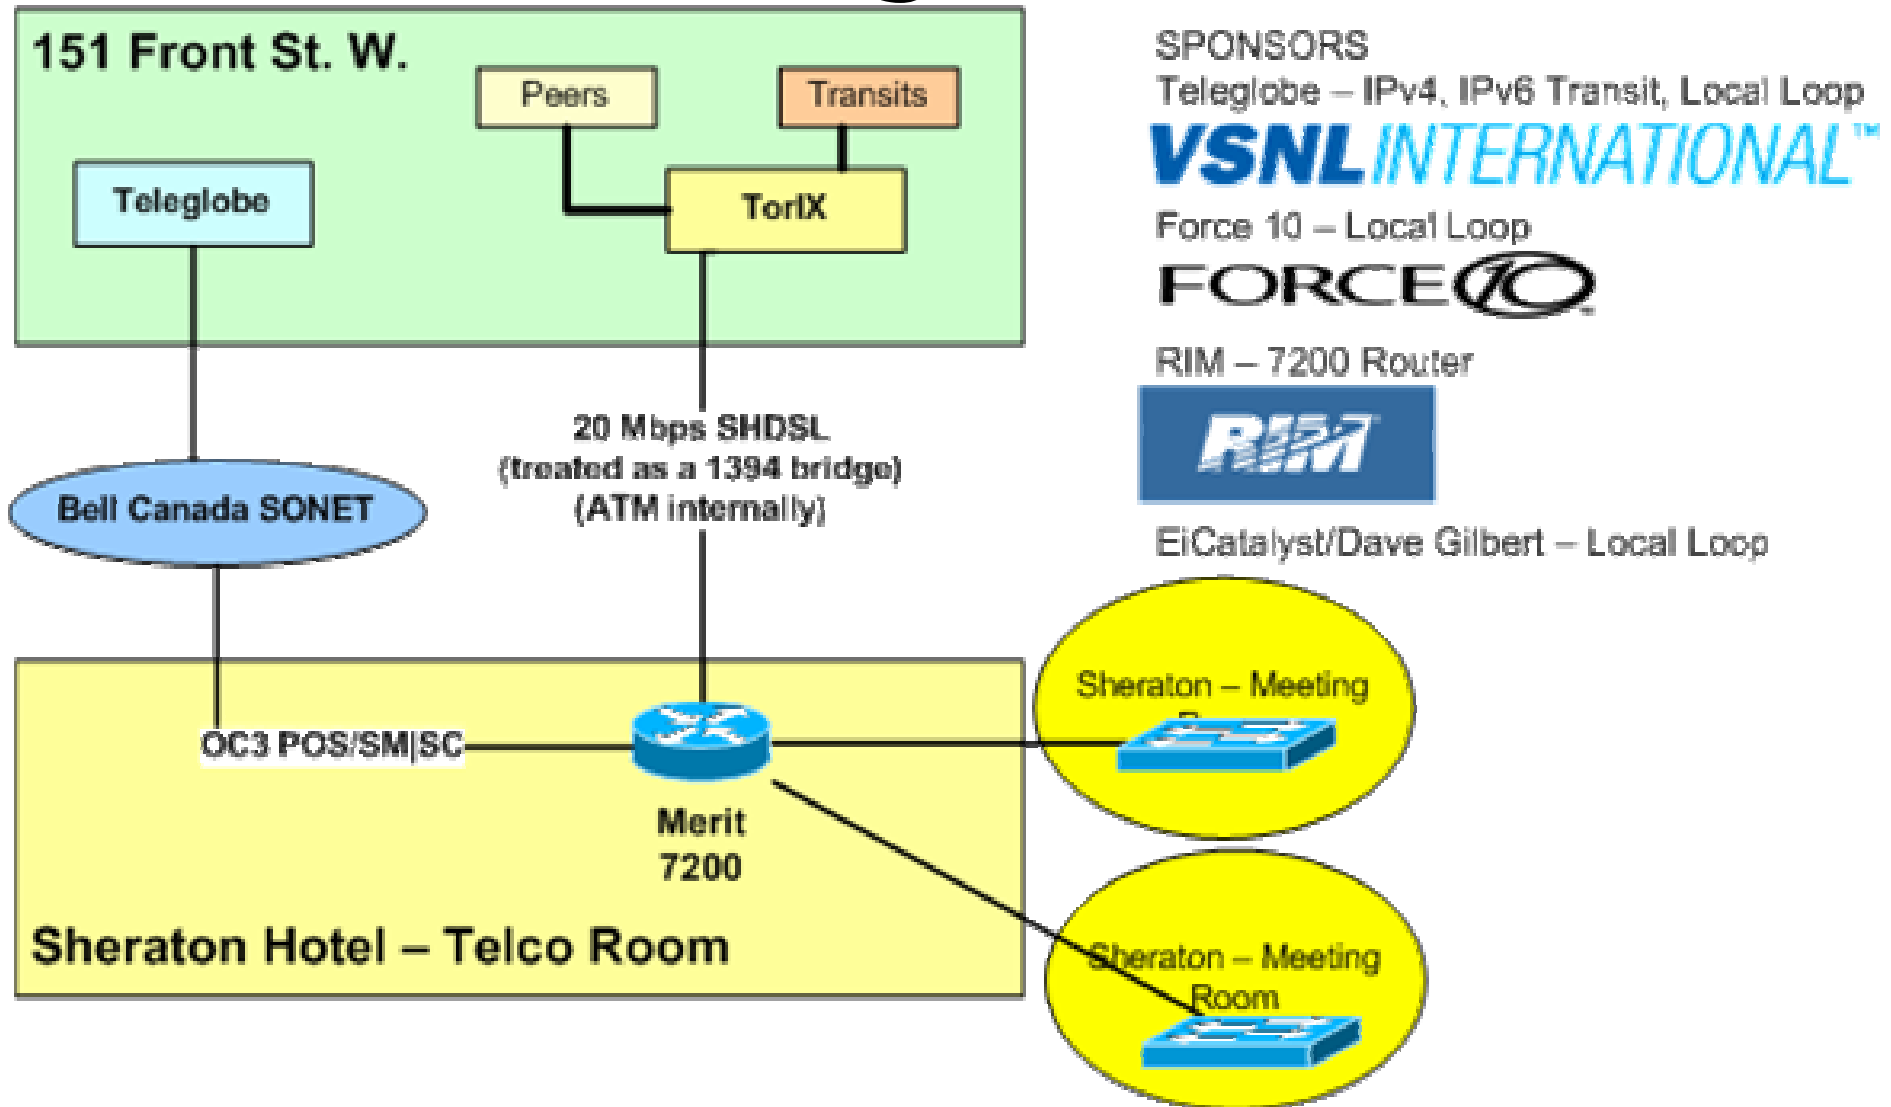 151 Front St. W.
Peers
Transits
Teleglobe
TorIX
20 Mbps SHDSL
(treated as a 1394 bridge)
(ATM internally)
Bell Canada SONET
OC3 POS/SM|SC
Merit
7200
Sheraton Hotel – Telco Room
SPONSORS
Teleglobe – IPv4, IPv6 Transit, Local Loop
VSNL INTERNATIONAL™
Force 10 – Local Loop
FORCE10
RIM – 7200 Router
RIM
EiCatalyst/Dave Gilbert – Local Loop
Sheraton – Meeting
Sheraton – Meeting
Room